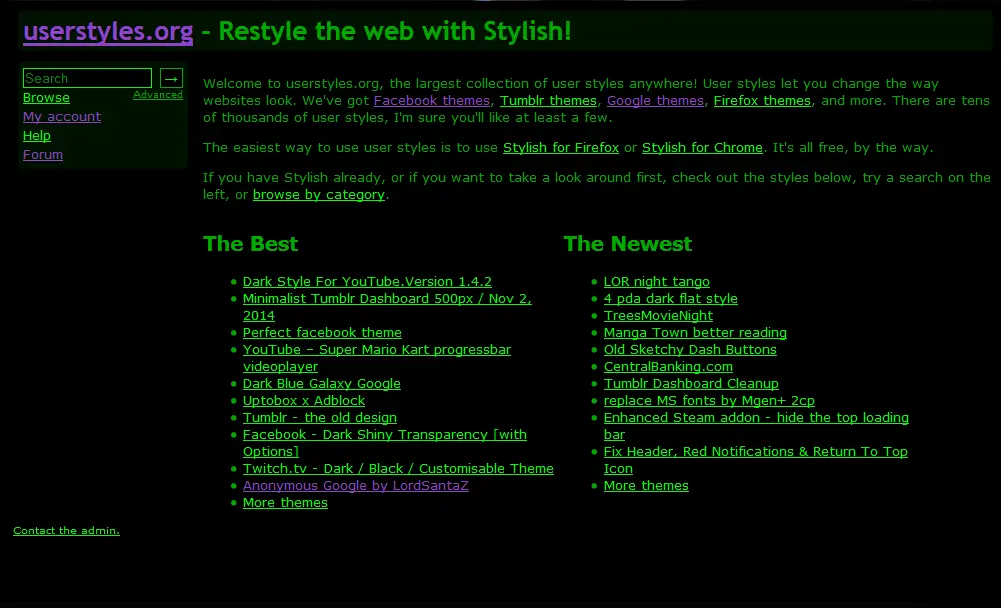 userstyles.org - Restyle the web with Stylish!
Search →
Browse Advanced
My account
Help
Forum
Welcome to userstyles.org, the largest collection of user styles anywhere! User styles let you change the way
websites look. We've got Facebook themes, Tumblr themes, Google themes, Firefox themes, and more. There are tens
of thousands of user styles, I'm sure you'll like at least a few.
The easiest way to use user styles is to use Stylish for Firefox or Stylish for Chrome. It's all free, by the way.
If you have Stylish already, or if you want to take a look around first, check out the styles below, try a search on the
left, or browse by category.
The Best
Dark Style For YouTube.Version 1.4.2
Minimalist Tumblr Dashboard 500px / Nov 2,
2014
Perfect facebook theme
YouTube – Super Mario Kart progressbar
videoplayer
Dark Blue Galaxy Google
Uptobox x Adblock
Tumblr - the old design
Facebook - Dark Shiny Transparency [with
Options]
Twitch.tv - Dark / Black / Customisable Theme
Anonymous Google by LordSantaZ
More themes
The Newest
LOR night tango
4 pda dark flat style
TreesMovieNight
Manga Town better reading
Old Sketchy Dash Buttons
CentralBanking.com
Tumblr Dashboard Cleanup
replace MS fonts by Mgen+ 2cp
Enhanced Steam addon - hide the top loading
bar
Fix Header, Red Notifications & Return To Top
Icon
More themes
Contact the admin.